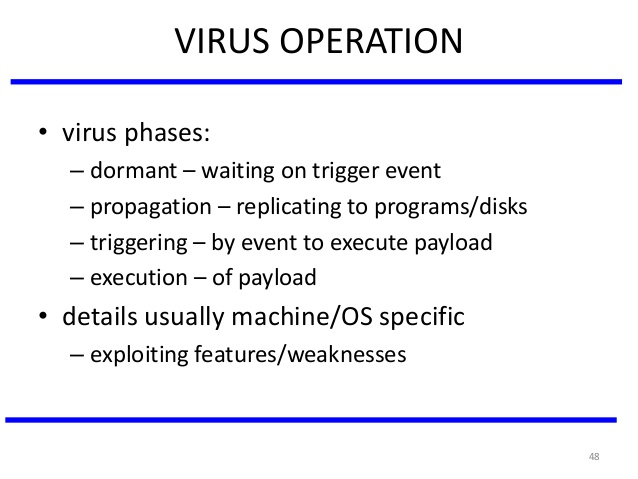 VIRUS OPERATION
• virus phases:
– dormant – waiting on trigger event
– propagation – replicating to programs/disks
– triggering – by event to execute payload
– execution – of payload
• details usually machine/OS specific
– exploiting features/weaknesses
48